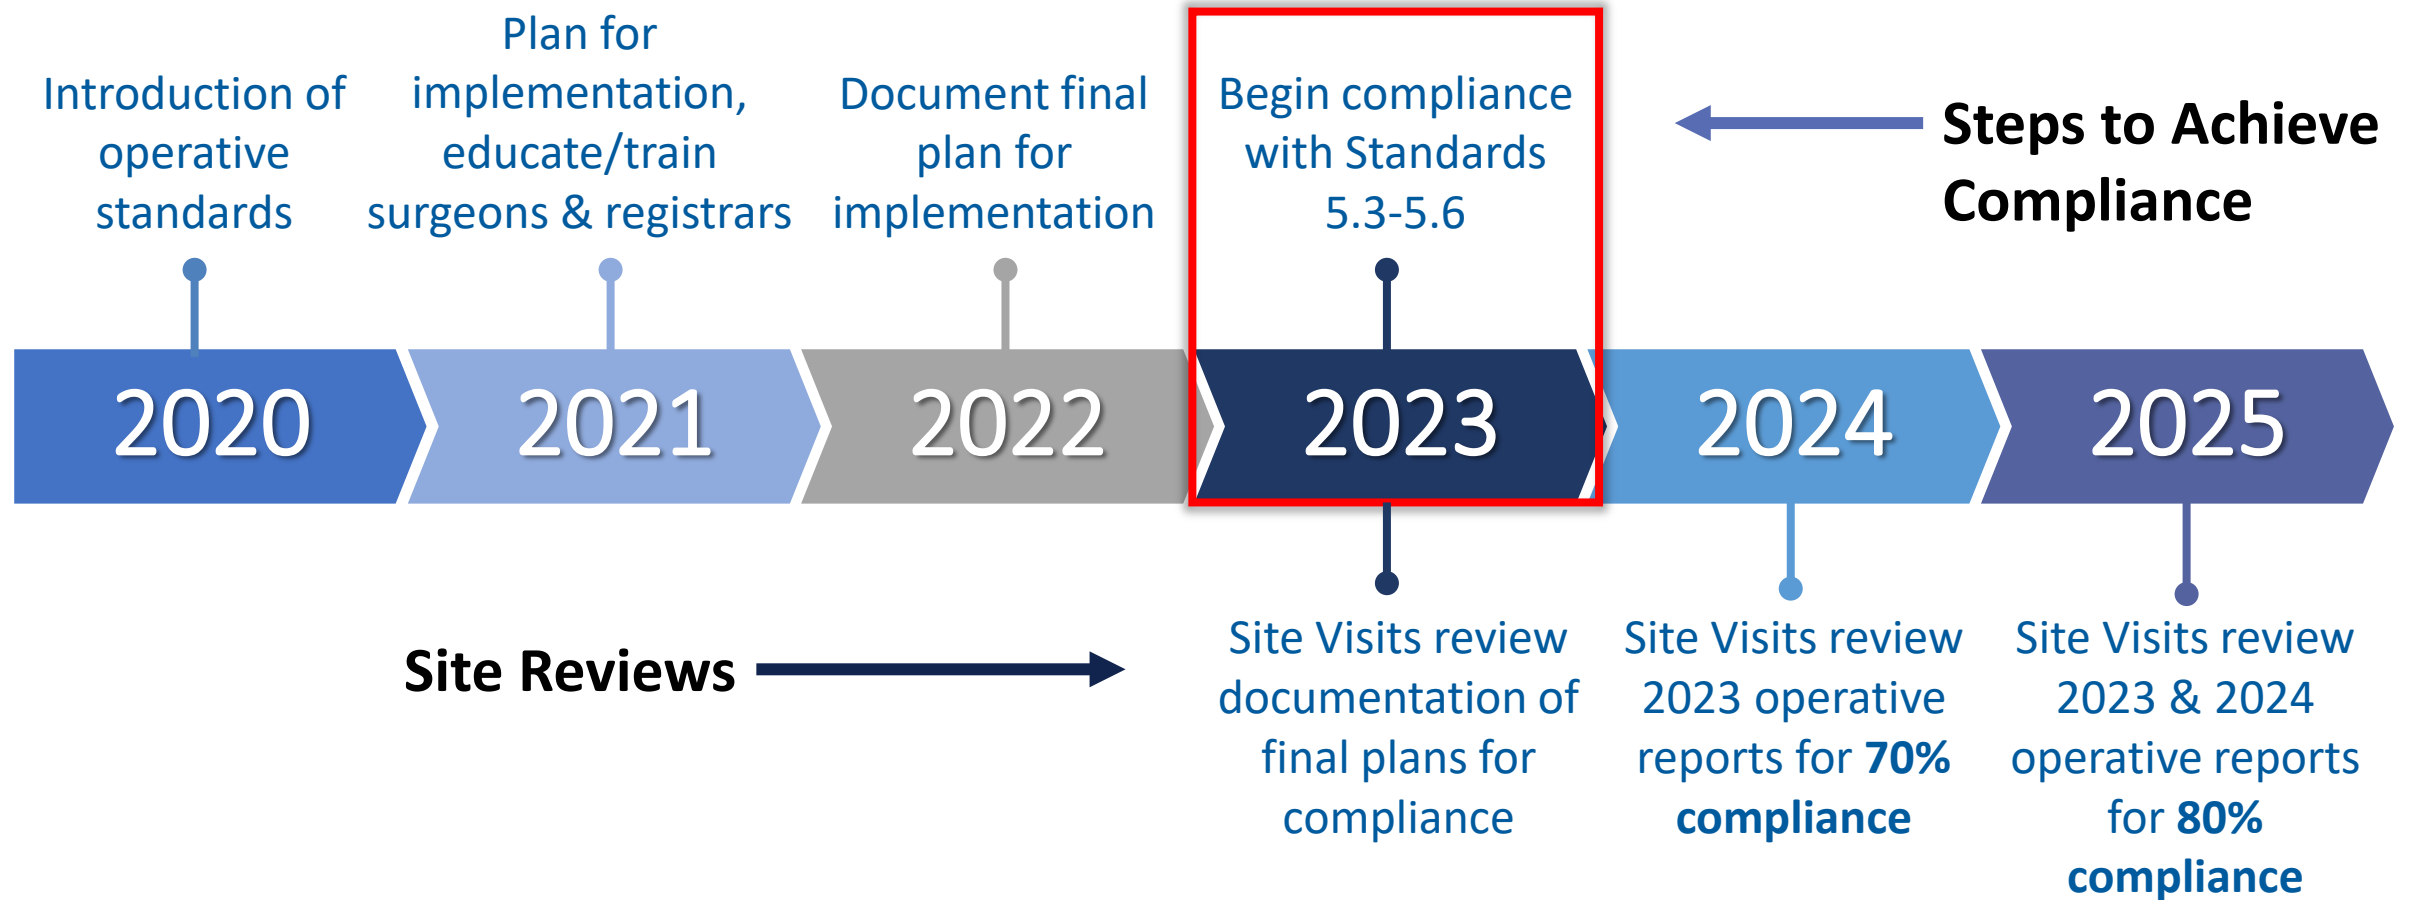 Introduction of
operative
standards
Plan for
implementation,
educate/train
surgeons & registrars
Document final
plan for
implementation
Begin compliance
with Standards
5.3-5.6
Steps to Achieve
Compliance
2020
2021
2022
2023
2024
2025
Site Reviews
Site Visits review
documentation of
final plans for
compliance
Site Visits review
2023 operative
reports for 70%
compliance
Site Visits review
2023 & 2024
operative reports
for 80%
compliance